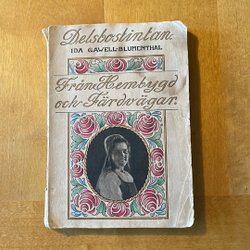 Delsbostintan.
IDA GAWELL-BLUMENTHAL
Från Hembygd
och Färdvägar.